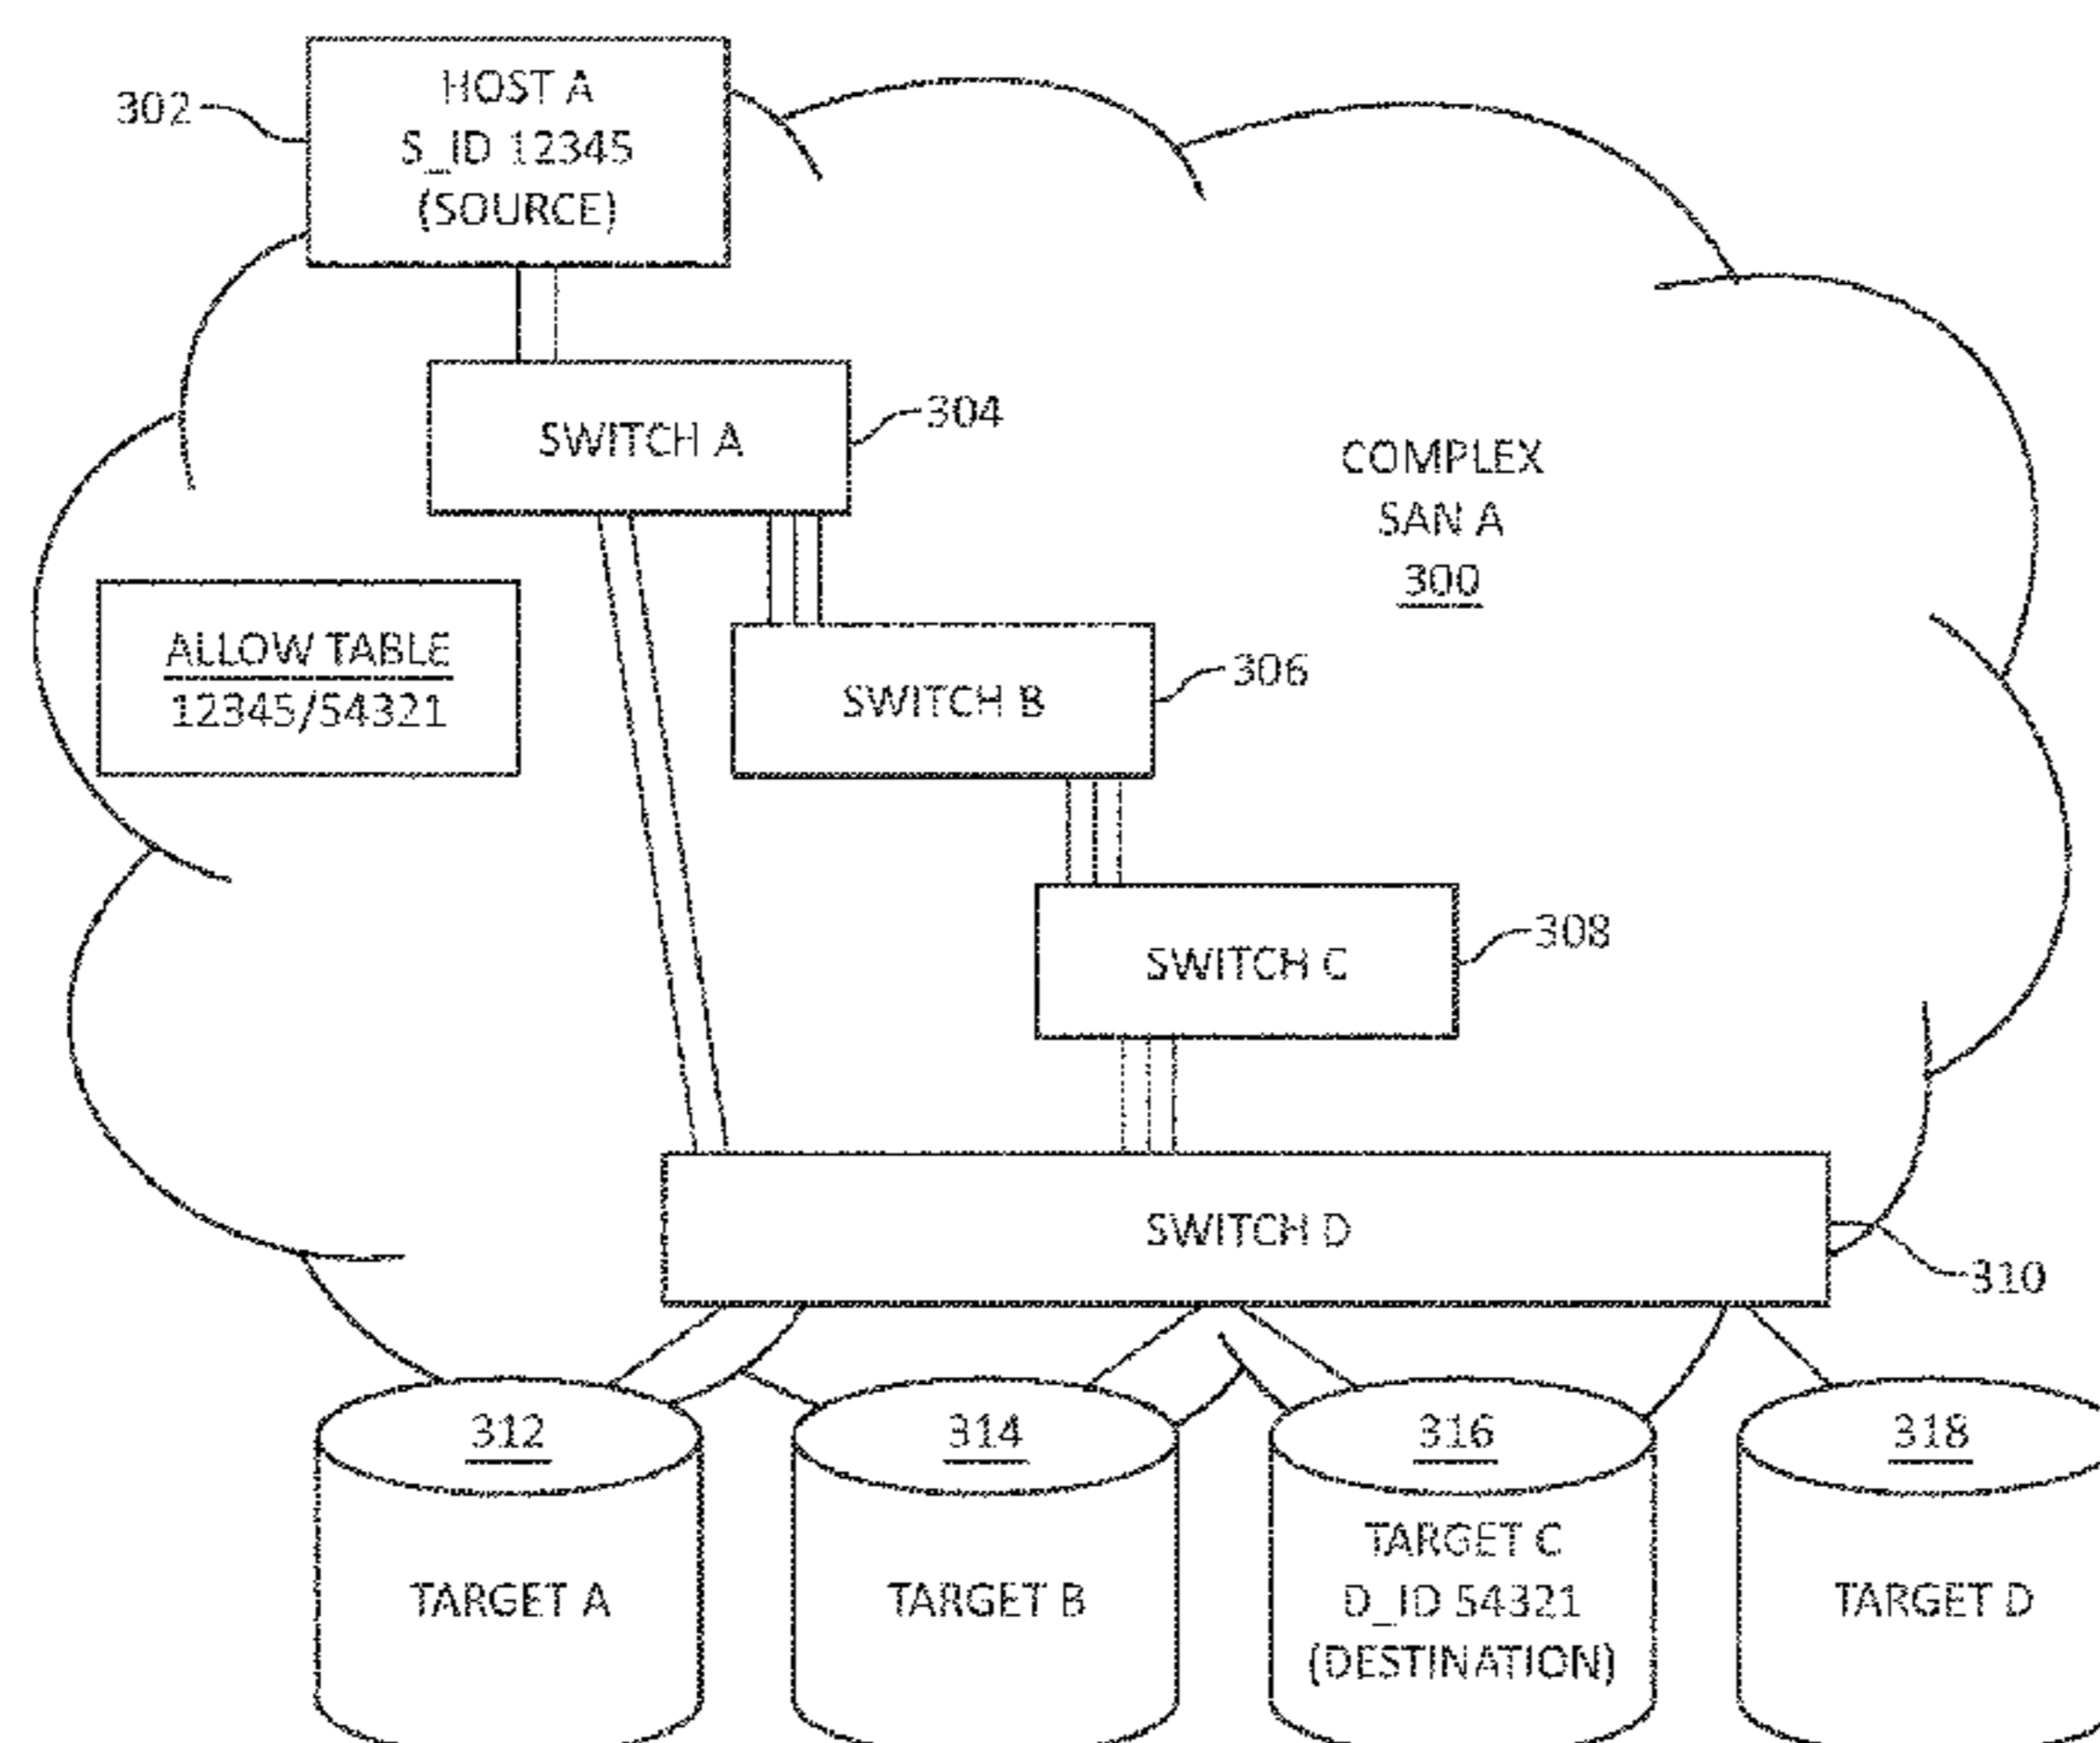 HOST A
S_ID 12345
(SOURCE)
302
SWITCH A
304
COMPLEX
SAN A
300
ALLOW TABLE
12345/54321
SWITCH B
306
SWITCH C
308
SWITCH D
310
312
TARGET A
314
TARGET B
316
TARGET C
D_ID 54321
(DESTINATION)
318
TARGET D